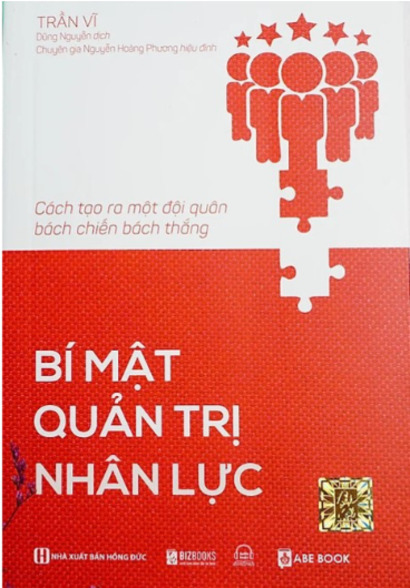 TRẦN VĨ
Dũng Nguyễn dịch
Chuyên gia Nguyễn Hoàng Phương hiệu đính
Cách tạo ra một đội quân
bách chiến bách thắng
BÍ MẬT
QUẢN TRỊ
NHÂN LỰC
NHÀ XUẤT BẢN HỒNG ĐỨC
BIZBOOKS
ABE BOOK